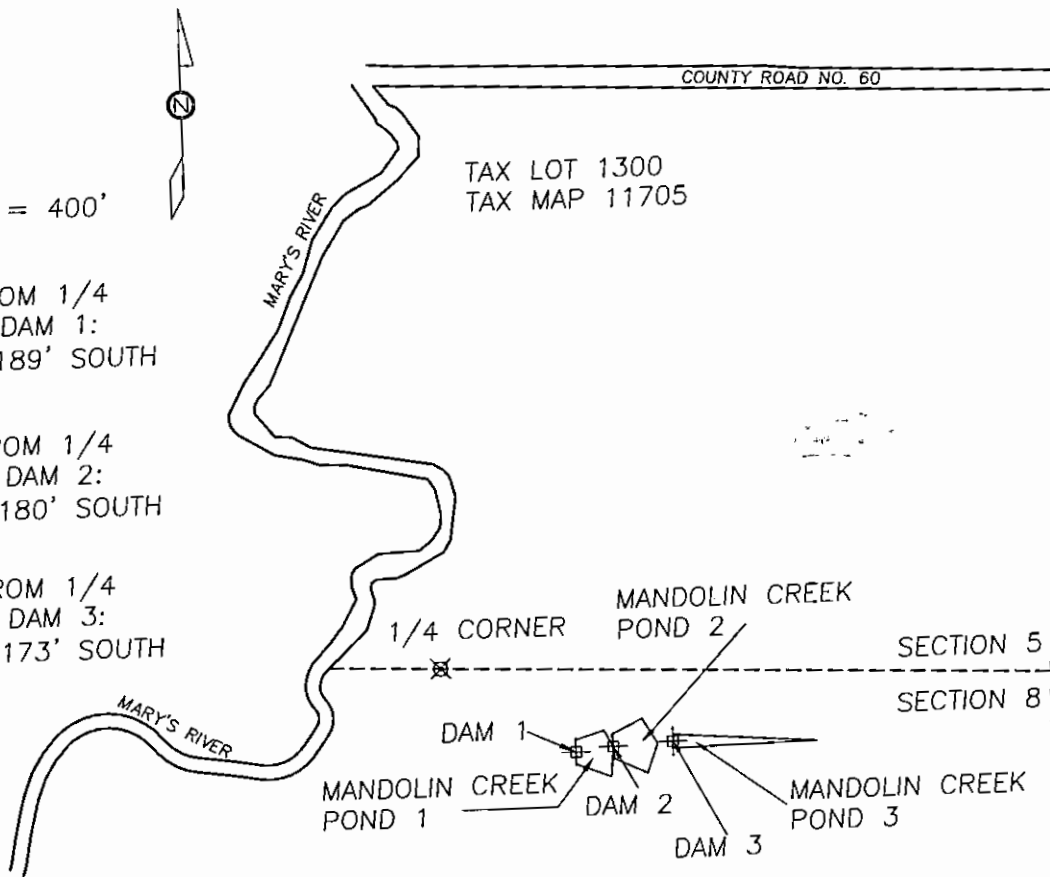 COUNTY ROAD NO. 60
N
TAX LOT 1300
TAX MAP 11705
= 400'
MARY'S RIVER
OM 1/4
DAM 1:
189' SOUTH
OM 1/4
DAM 2:
180' SOUTH
ROM 1/4
DAM 3:
173' SOUTH
1/4 CORNER
MANDOLIN CREEK
POND 2
SECTION 5
SECTION 8
MARY'S RIVER
DAM 1
MANDOLIN CREEK
POND 1
DAM 2
MANDOLIN CREEK
POND 3
DAM 3